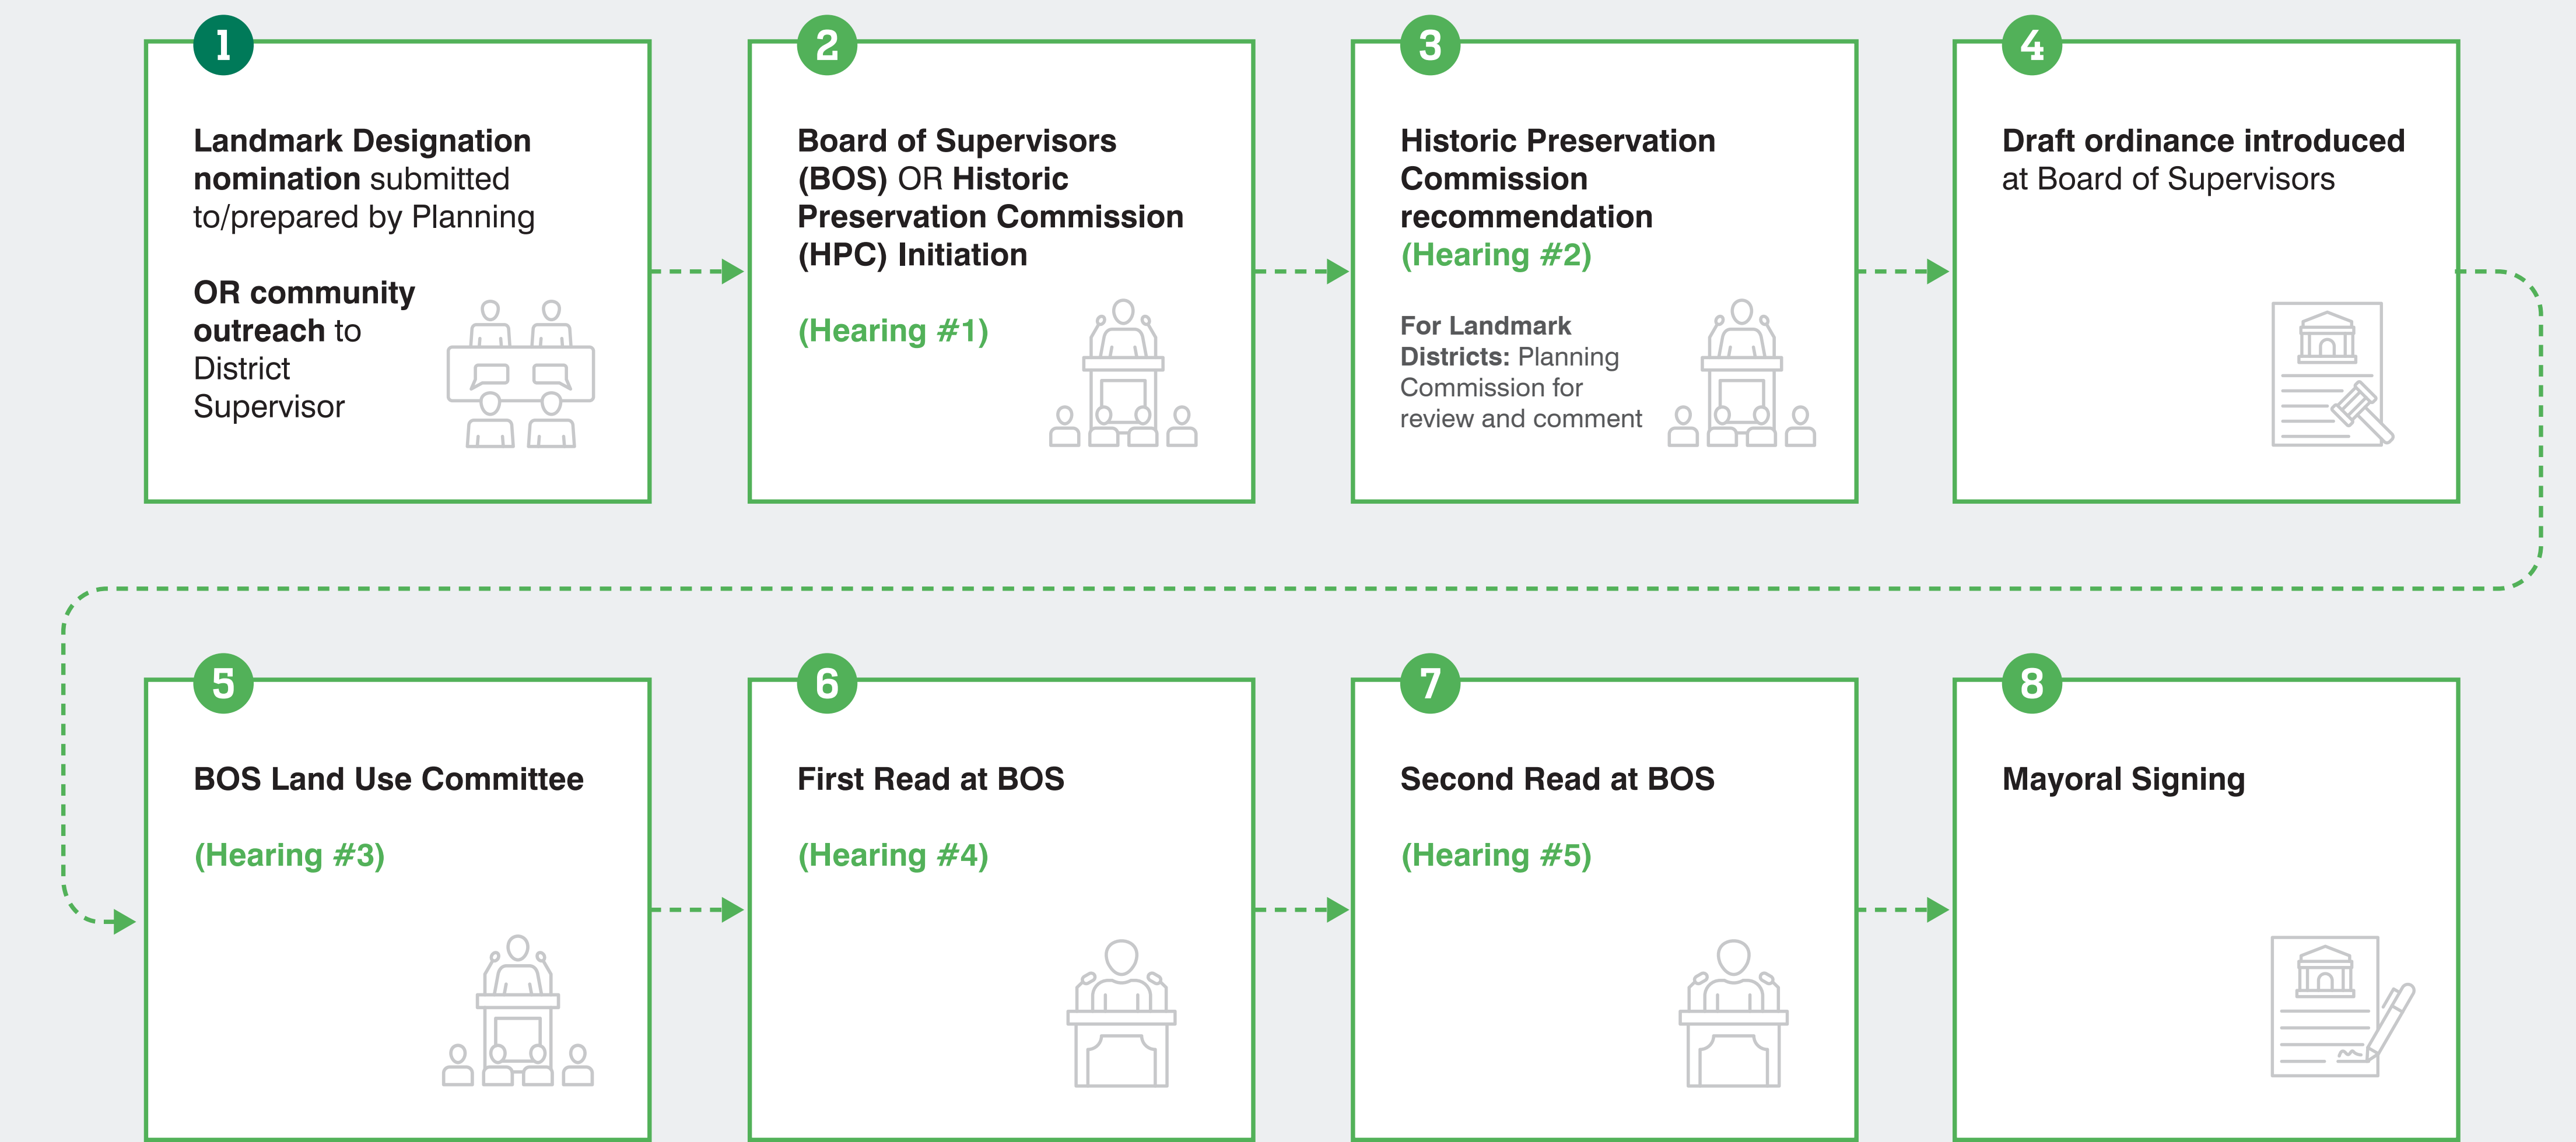 1
Landmark Designation
nomination submitted
to/prepared by Planning
OR community
outreach to
District
Supervisor
2
Board of Supervisors
(BOS) OR Historic
Preservation Commission
(HPC) Initiation
(Hearing #1)
3
Historic Preservation
Commission
recommendation
(Hearing #2)
For Landmark
Districts: Planning
Commission for
review and comment
4
Draft ordinance introduced
at Board of Supervisors
5
BOS Land Use Committee
(Hearing #3)
6
First Read at BOS
(Hearing #4)
7
Second Read at BOS
(Hearing #5)
8
Mayoral Signing